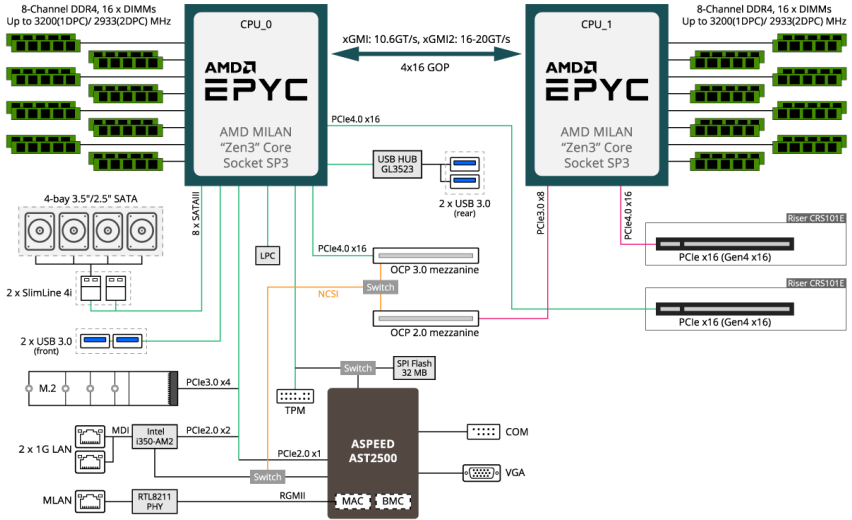 8-Channel DDR4, 16 x DIMMs
Up to 3200(1DPC)/ 2933(2DPC) MHz
CPU_0
xGMI: 10.6GT/s, xGMI2: 16-20GT/s
4x16 GOP
CPU_1
8-Channel DDR4, 16 x DIMMs
Up to 3200(1DPC)/ 2933(2DPC) MHz
AMD
EPYC
AMD MILAN
“Zen3” Core
Socket SP3
AMD
EPYC
AMD MILAN
“Zen3” Core
Socket SP3
PCIe4.0 x16
USB HUB
GL3523
2 x USB 3.0
(rear)
4-bay 3.5"/2.5" SATA
8 x SATAIII
2 x SlimLine 4i
LPC
PCIe4.0 x16
OCP 3.0 mezzanine
Switch
NCSI
OCP 2.0 mezzanine
PCIe3.0 x8
PCIe4.0 x16
Riser CRS101E
PCIe x16 (Gen4 x16)
Riser CRS101E
PCIe x16 (Gen4 x16)
2 x USB 3.0
(front)
M.2
PCIe3.0 x4
Switch
SPI Flash
32 MB
TPM
2 x 1G LAN
MDI
Intel
i350-AM2
PCIe2.0 x2
PCIe2.0 x1
Switch
ASPEED
AST2500
COM
VGA
MLAN
RTL8211
PHY
RGMII
MAC
BMC